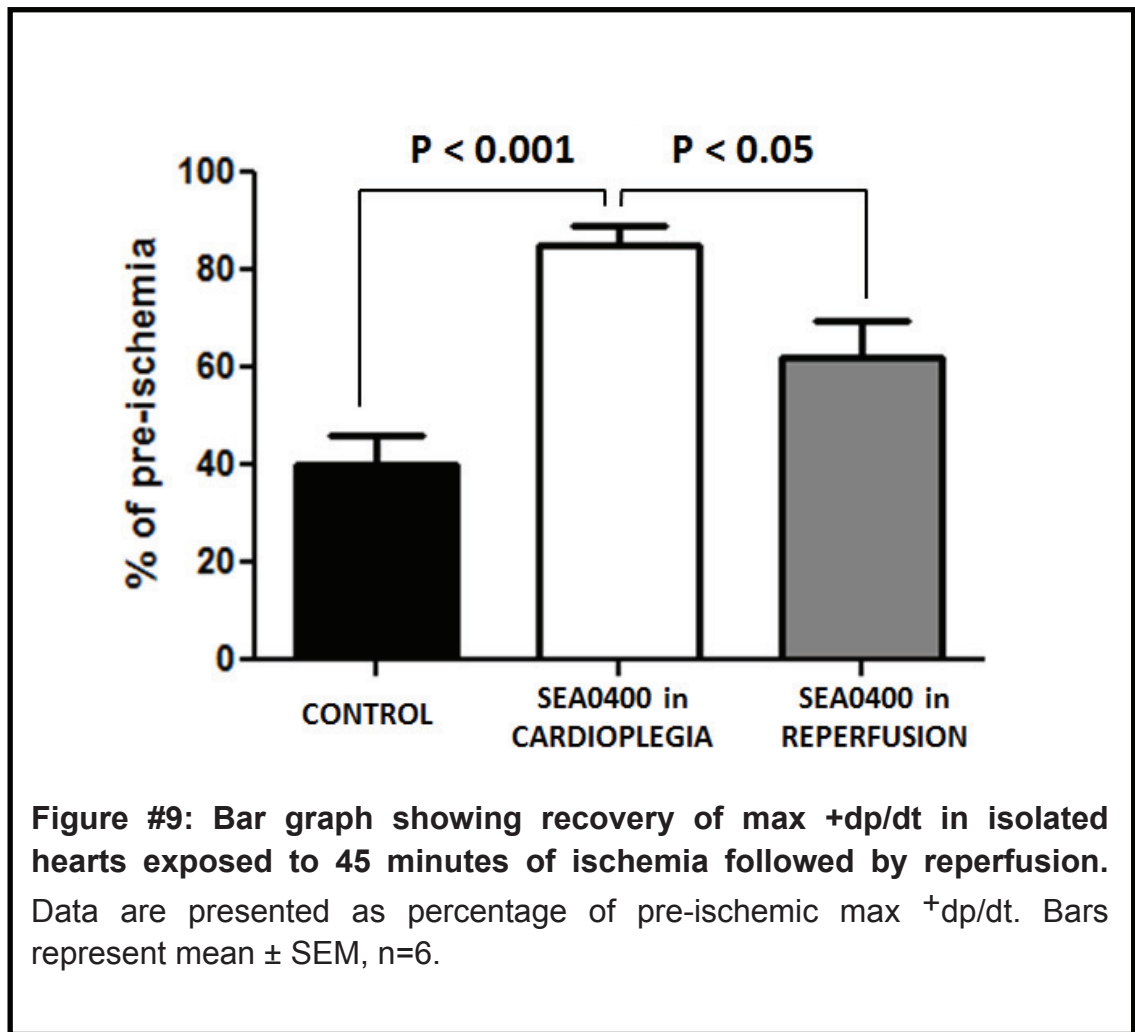 P < 0.001 P < 0.05
100
80
60
40
20
0
% of pre-ischemia
CONTROL
SEA0400 in
CARDIOPLEGIA
SEA0400 in
REPERFUSION
Figure #9: Bar graph showing recovery of max +dp/dt in isolated
hearts exposed to 45 minutes of ischemia followed by reperfusion.
Data are presented as percentage of pre-ischemic max ⁺dp/dt. Bars
represent mean ± SEM, n=6.